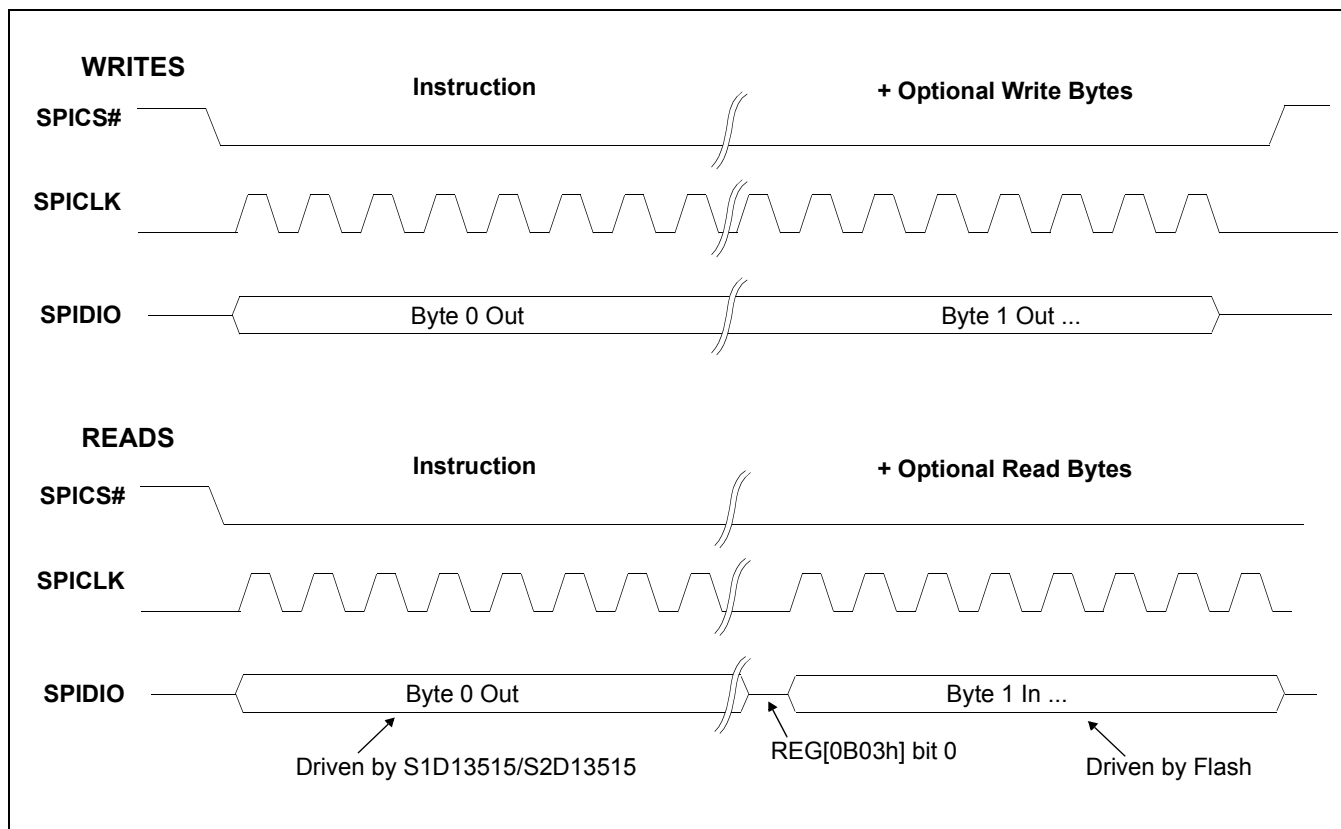 WRITES
Instruction
+ Optional Write Bytes
SPICS#
SPICLK
SPIDIO
Byte 0 Out
Byte 1 Out ...
READS
Instruction
+ Optional Read Bytes
SPICS#
SPICLK
SPIDIO
Byte 0 Out
Byte 1 In ...
Driven by S1D13515/S2D13515
REG[0B03h] bit 0
Driven by Flash